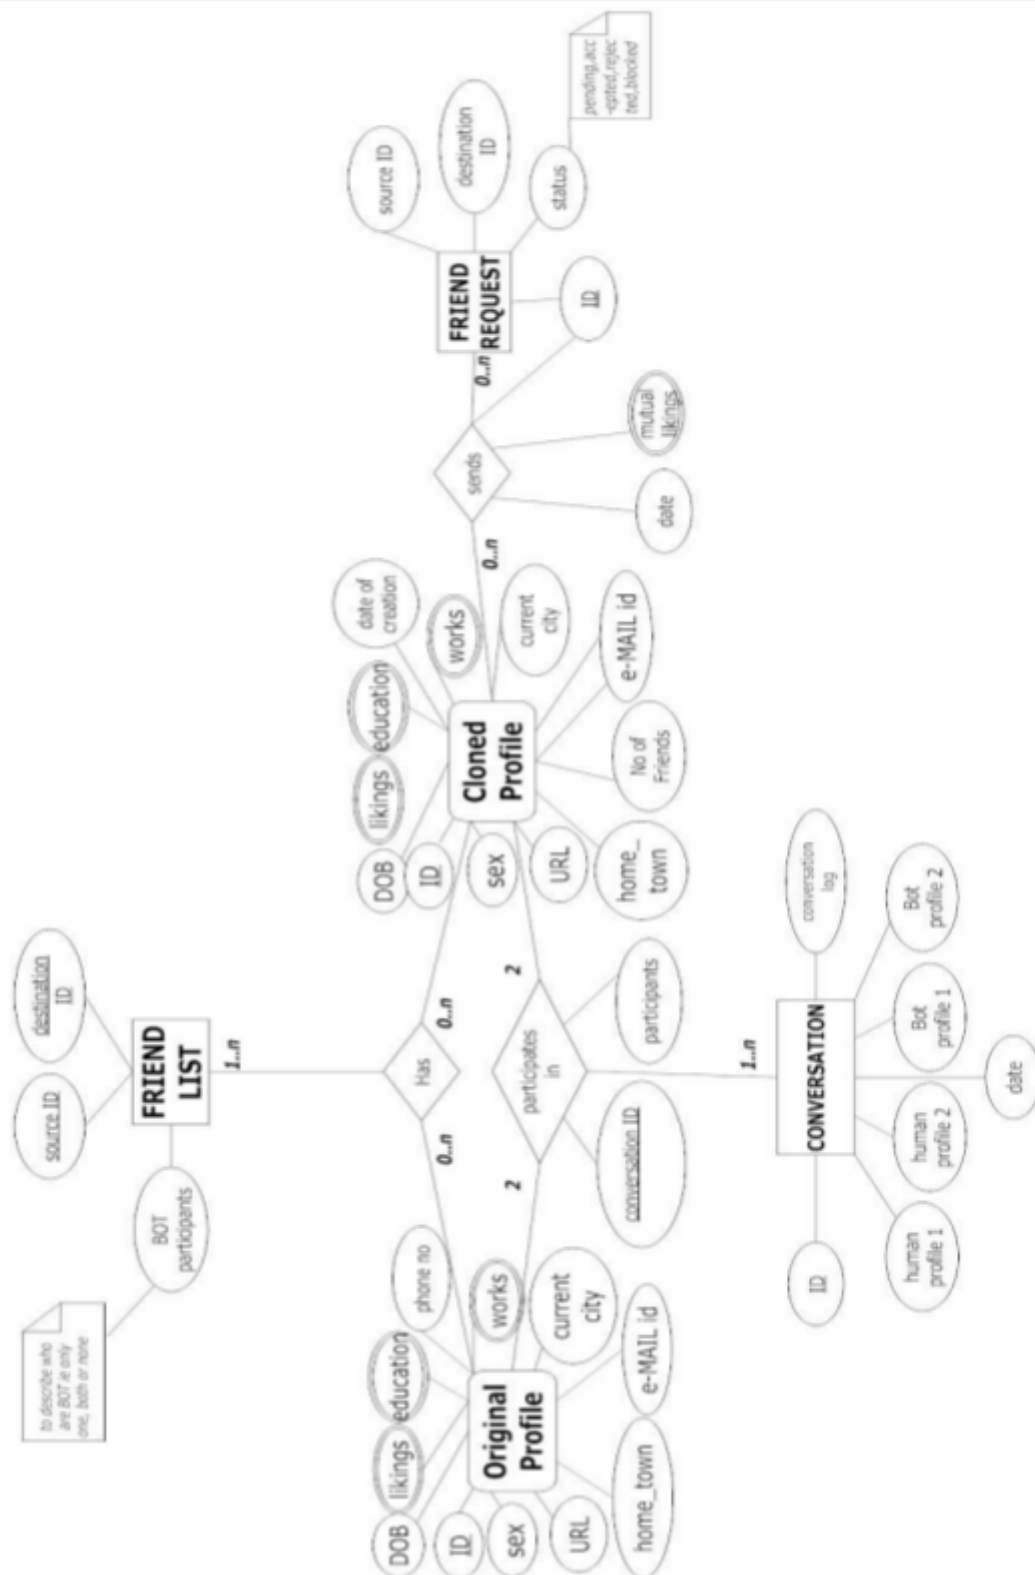 to describe who
are BOT ie only
one, both or none
BOT
participants
source ID
destination
ID
FRIEND
LIST
1..n
Has
0..n
0..n
DOB
likings
education
phone no
works
current
city
e-MAIL id
home_town
URL
sex
ID
Original
Profile
2
participates
in
2
conversation ID
participants
1..n
CONVERSATION
ID
human
profile 1
human
profile 2
date
Bot
profile 1
Bot
profile 2
conversation
log
DOB
likings
education
date of
creation
works
current
city
e-MAIL id
No of
Friends
home_
town
URL
sex
ID
Cloned
Profile
0..n
sends
date
mutual
likings
0..n
FRIEND
REQUEST
source ID
destination
ID
status
ID
pending,acc
-epted,rejec
ted,blocked